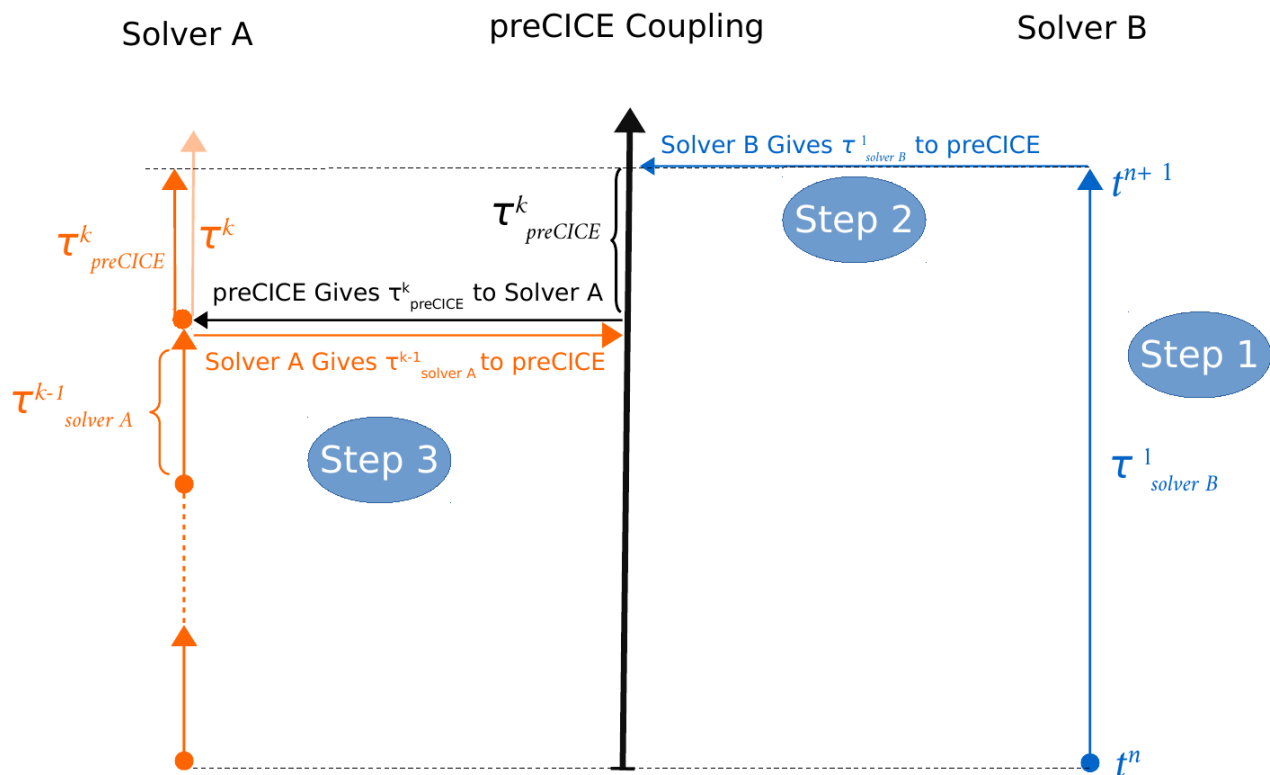 Solver A
preCICE Coupling
Solver B
Solver B Gives τ¹solver B to preCICE
tⁿ⁺ ¹
Step 2
τᵏpreCICE
τᵏ
τᵏpreCICE
preCICE Gives τᵏpreCICE to Solver A
Solver A Gives τᵏ⁻¹solver A to preCICE
Step 1
τᵏ⁻¹solver A
Step 3
τ¹solver B
tⁿ